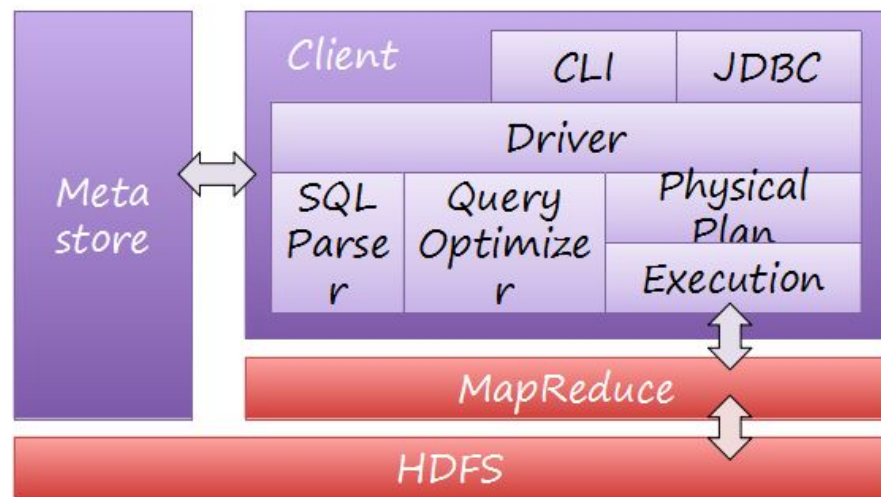 Meta
store
Client
CLI
JDBC
Driver
SQL
Parse
r
Query
Optimize
r
Physical
Plan
Execution
MapReduce
HDFS